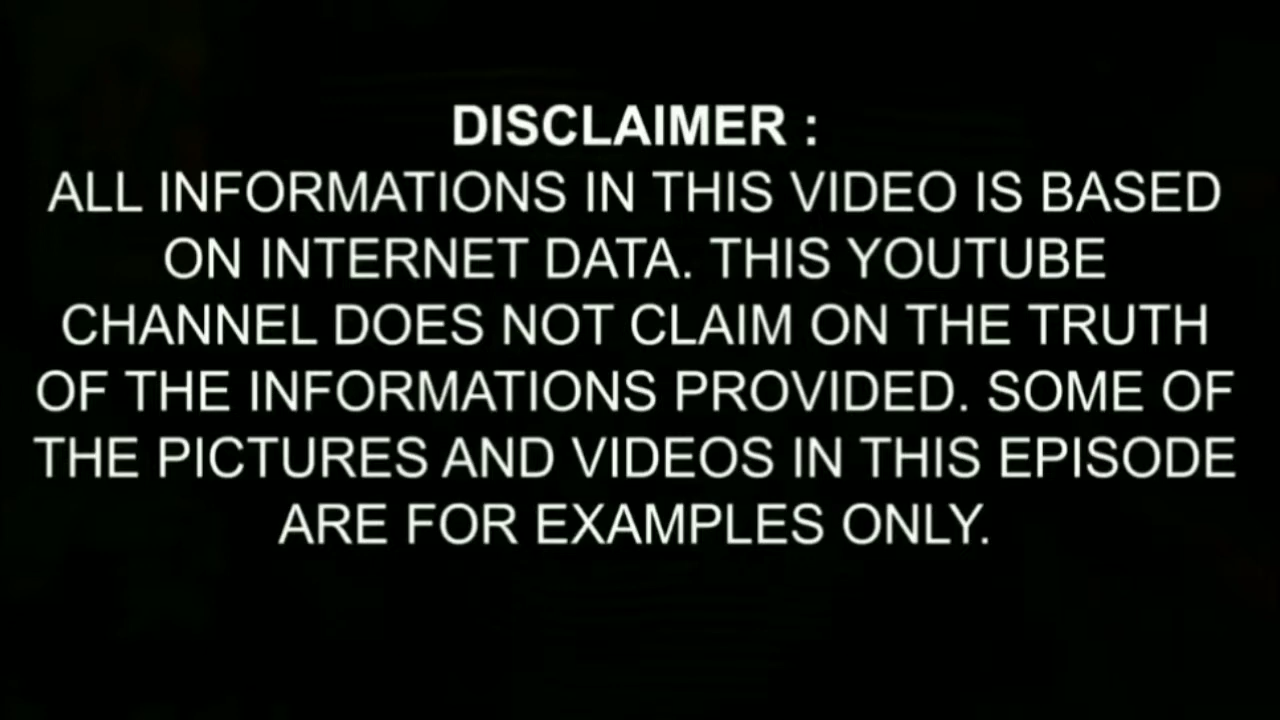 DISCLAIMER :
ALL INFORMATIONS IN THIS VIDEO IS BASED
ON INTERNET DATA. THIS YOUTUBE
CHANNEL DOES NOT CLAIM ON THE TRUTH
OF THE INFORMATIONS PROVIDED. SOME OF
THE PICTURES AND VIDEOS IN THIS EPISODE
ARE FOR EXAMPLES ONLY.